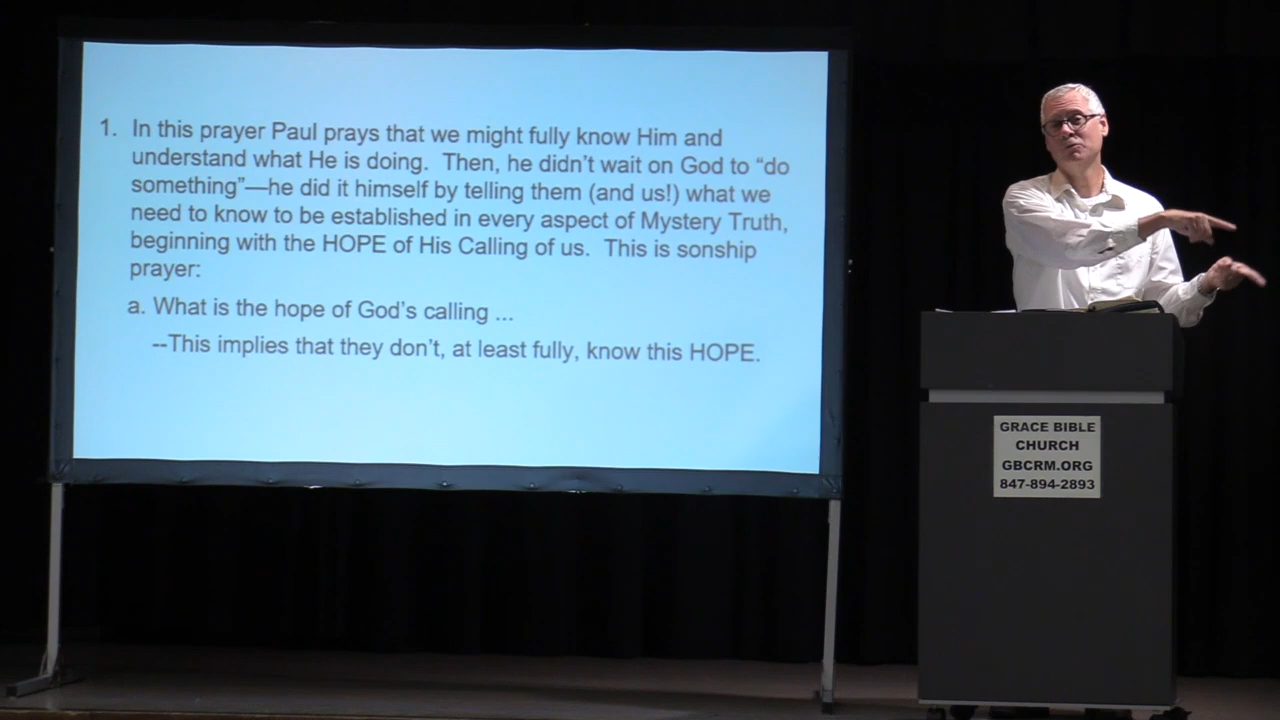 1. In this prayer Paul prays that we might fully know Him and
understand what He is doing.  Then, he didn't wait on God to "do
something"—he did it himself by telling them (and us!) what we
need to know to be established in every aspect of Mystery Truth,
beginning with the HOPE of His Calling of us.  This is sonship
prayer:
a. What is the hope of God's calling ...
--This implies that they don't, at least fully, know this HOPE.
GRACE BIBLE
CHURCH
GBCRM.ORG
847-894-2893